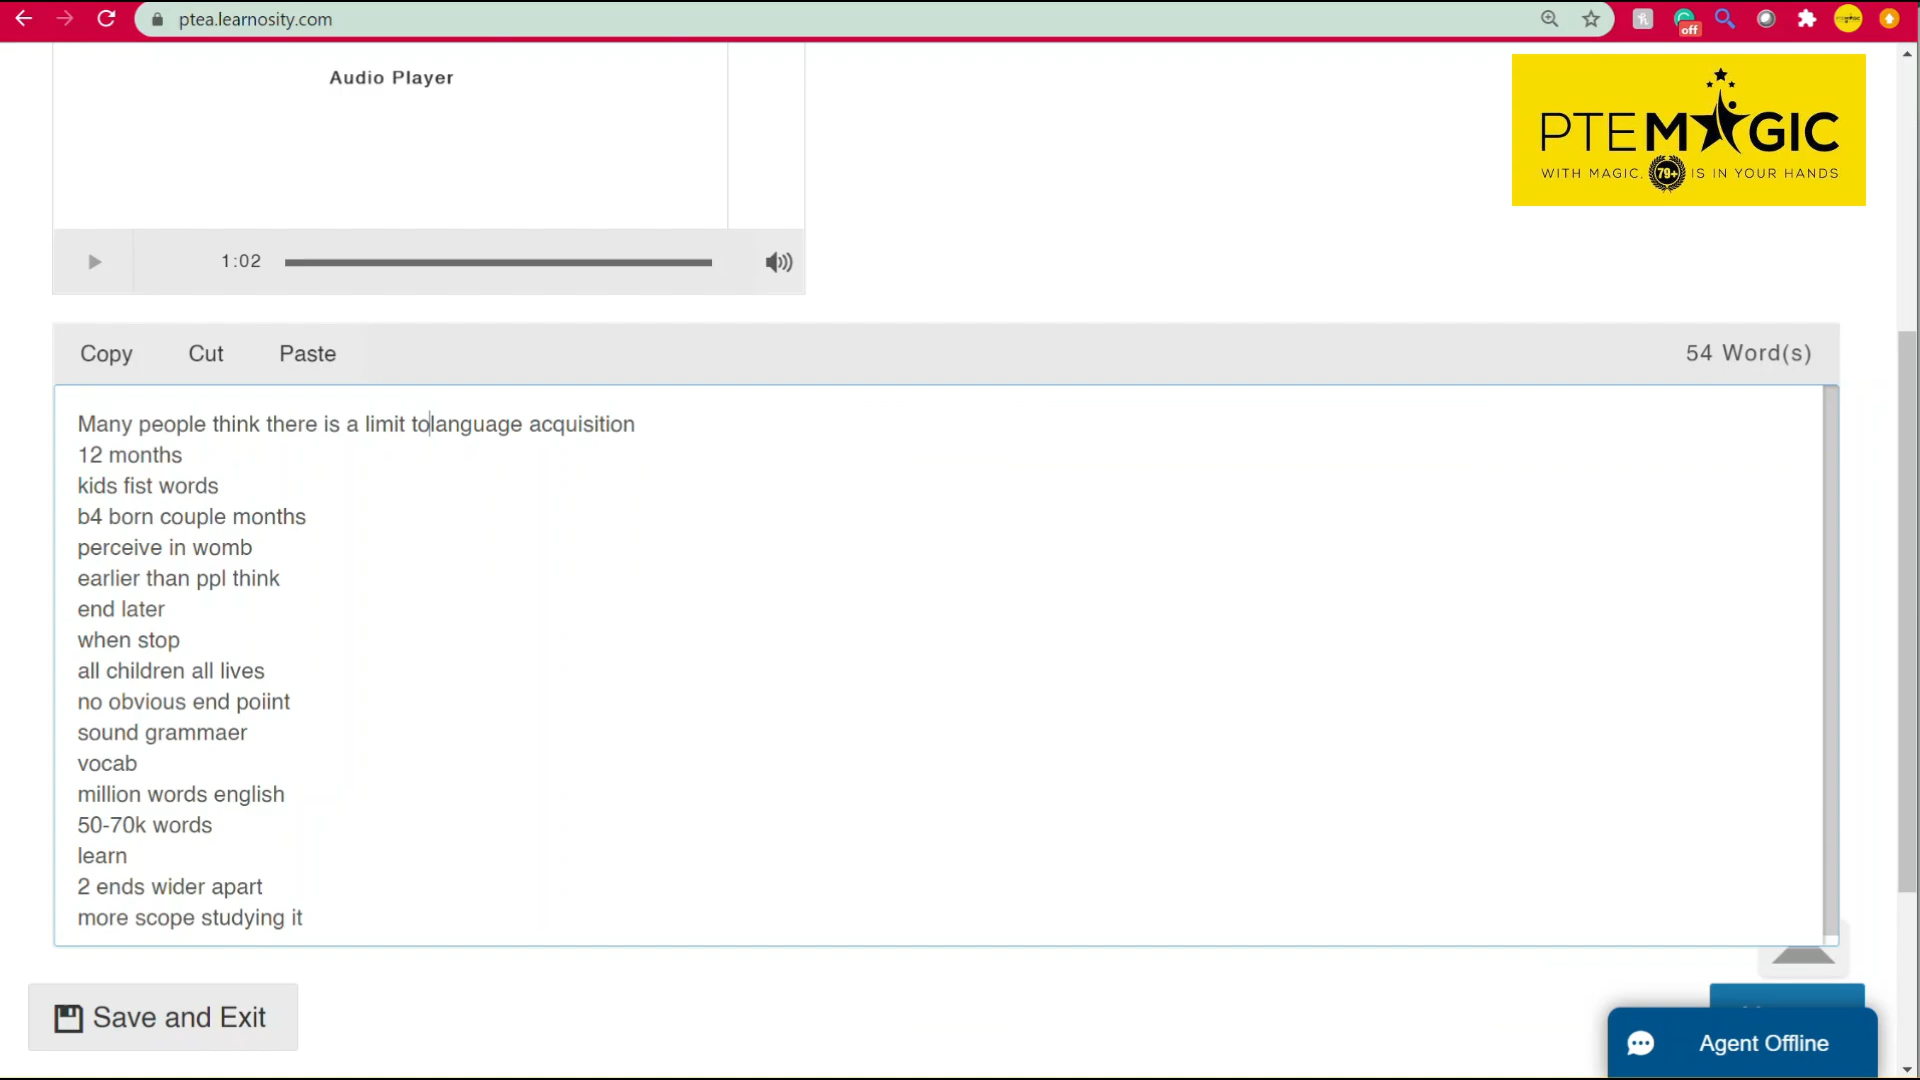 ptea.learnosity.com
off
Audio Player
PTEMAGIC
WITH MAGIC, 79+ IS IN YOUR HANDS
1:02
Copy Cut Paste 54 Word(s)
Many people think there is a limit tolanguage acquisition
12 months
kids fist words
b4 born couple months
perceive in womb
earlier than ppl think
end later
when stop
all children all lives
no obvious end poiint
sound grammaer
vocab
million words english
50-70k words
learn
2 ends wider apart
more scope studying it
Save and Exit
Agent Offline